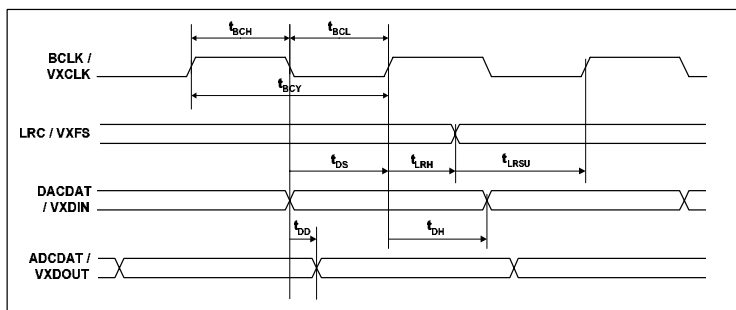 tBCH
tBCL
BCLK /
VXCLK
tBCY
LRC / VXFS
tDS
tLRH
tLRSU
DACDAT
/ VXDIN
tDD
tDH
ADCDAT /
VXDOUT